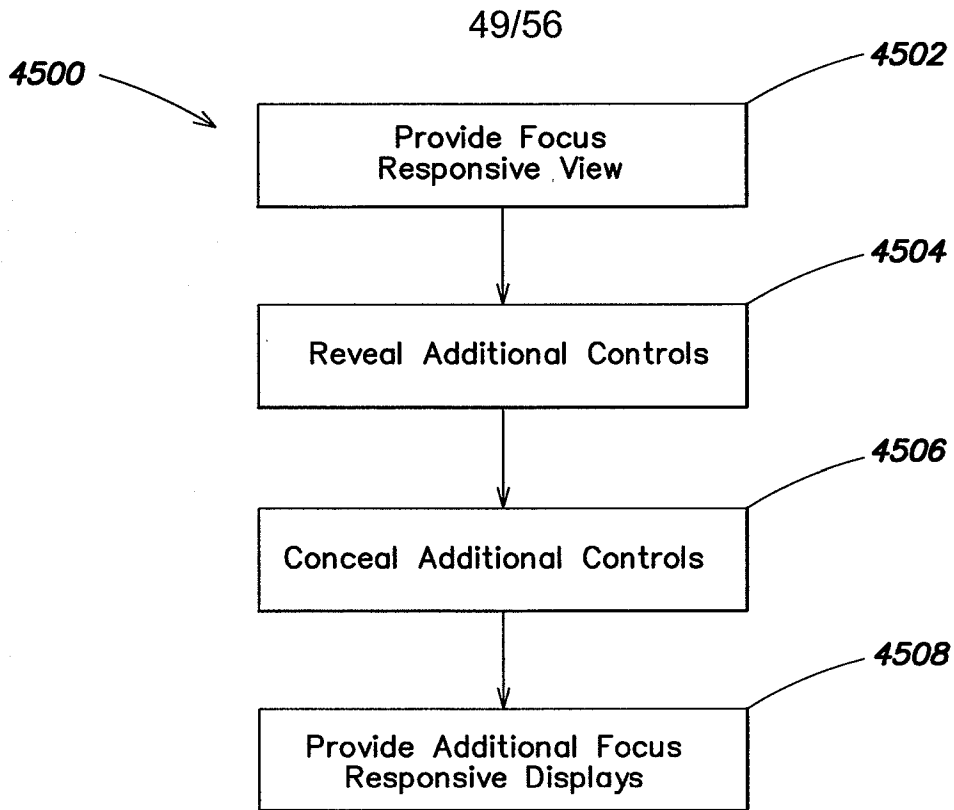 49/56
4500
4502
Provide Focus
Responsive View
4504
Reveal Additional Controls
4506
Conceal Additional Controls
4508
Provide Additional Focus
Responsive Displays